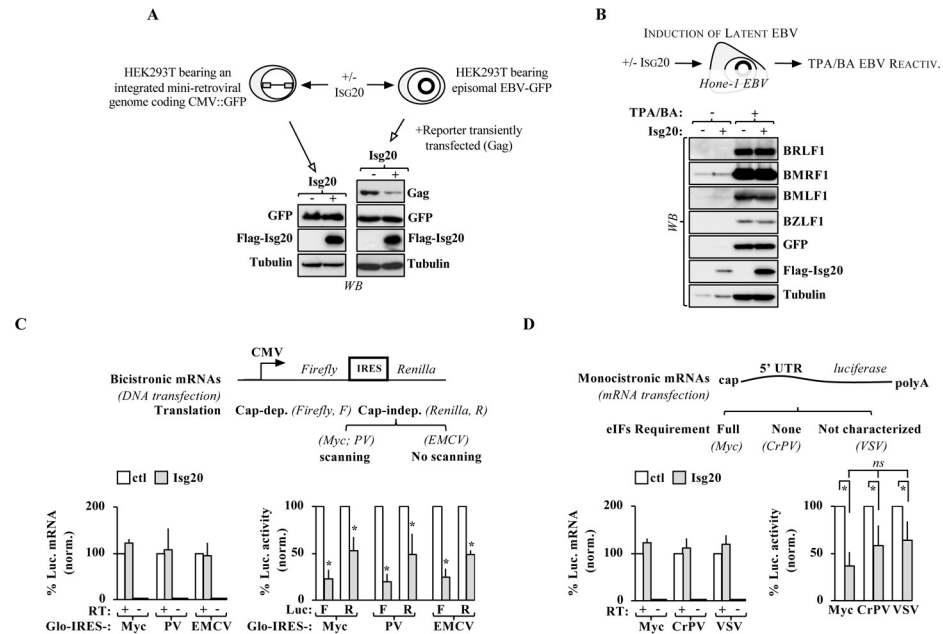 A
HEK293T bearing an
integrated mini-retroviral
genome coding CMV::GFP
+/-
ISG20
HEK293T bearing
episomal EBV-GFP
+Reporter transiently
transfected (Gag)
Isg20
- +
Gag
GFP
Flag-Isg20
Tubulin
Isg20
- +
GFP
Flag-Isg20
Tubulin
WB
B
INDUCTION OF LATENT EBV
+/- ISG20
Hone-1 EBV
TPA/BA EBV REACTIV.
TPA/BA: - +
Isg20: - + - +
WB
BRLF1
BMRF1
BMLF1
BZLF1
GFP
Flag-Isg20
Tubulin
C
CMV
Bicistronic mRNAs
Firefly IRES Renilla
(DNA transfection)
Translation
Cap-dep. (Firefly, F) Cap-indep. (Renilla, R)
(Myc; PV) (EMCV)
scanning No scanning
ctl Isg20
% Luc. mRNA
(norm.)
200
100
0
RT: + - + - + -
Glo-IRES-: Myc PV EMCV
% Luc. activity
(norm.)
100
50
0
* * * * * *
Luc: F R F R F R
Glo-IRES-: Myc PV EMCV
D
Monocistronic mRNAs
(mRNA transfection)
cap 5’ UTR luciferase polyA
eIFs Requirement Full None Not characterized
(Myc) (CrPV) (VSV)
ctl Isg20
% Luc. mRNA
(norm.)
200
100
0
RT: + - + - + -
Myc CrPV VSV
% Luc. activity
(norm.)
100
50
0
ns
* * *
Myc CrPV VSV